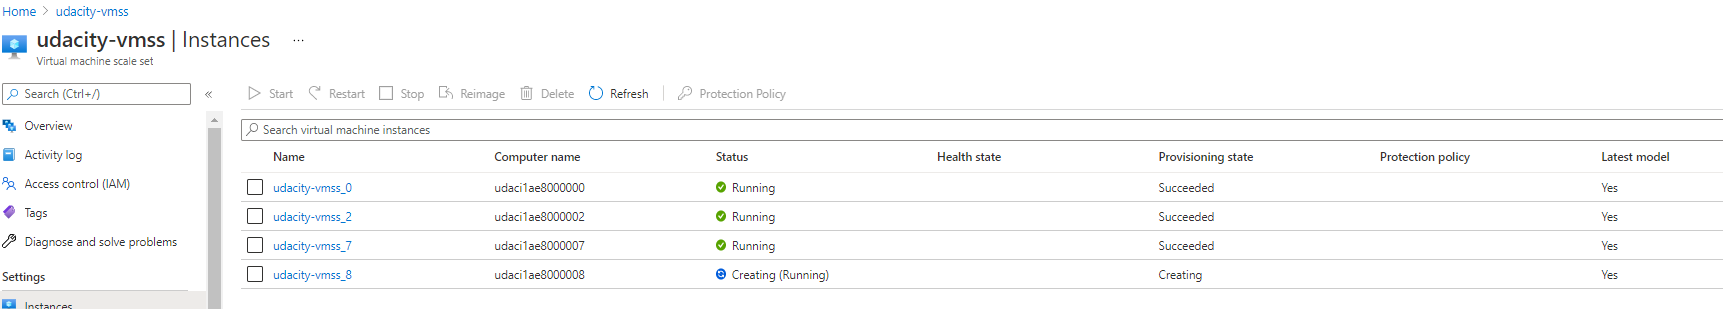 Home > udacity-vmss
udacity-vmss | Instances ...
Virtual machine scale set
Search (Ctrl+/) «
Start Restart Stop Reimage Delete Refresh Protection Policy
Overview
Activity log
Access control (IAM)
Tags
Diagnose and solve problems
Settings
Instances
Search virtual machine instances
Name Computer name Status Health state Provisioning state Protection policy Latest model
udacity-vmss_0 udaci1ae8000000 Running Succeeded Yes
udacity-vmss_2 udaci1ae8000002 Running Succeeded Yes
udacity-vmss_7 udaci1ae8000007 Running Succeeded Yes
udacity-vmss_8 udaci1ae8000008 Creating (Running) Creating Yes